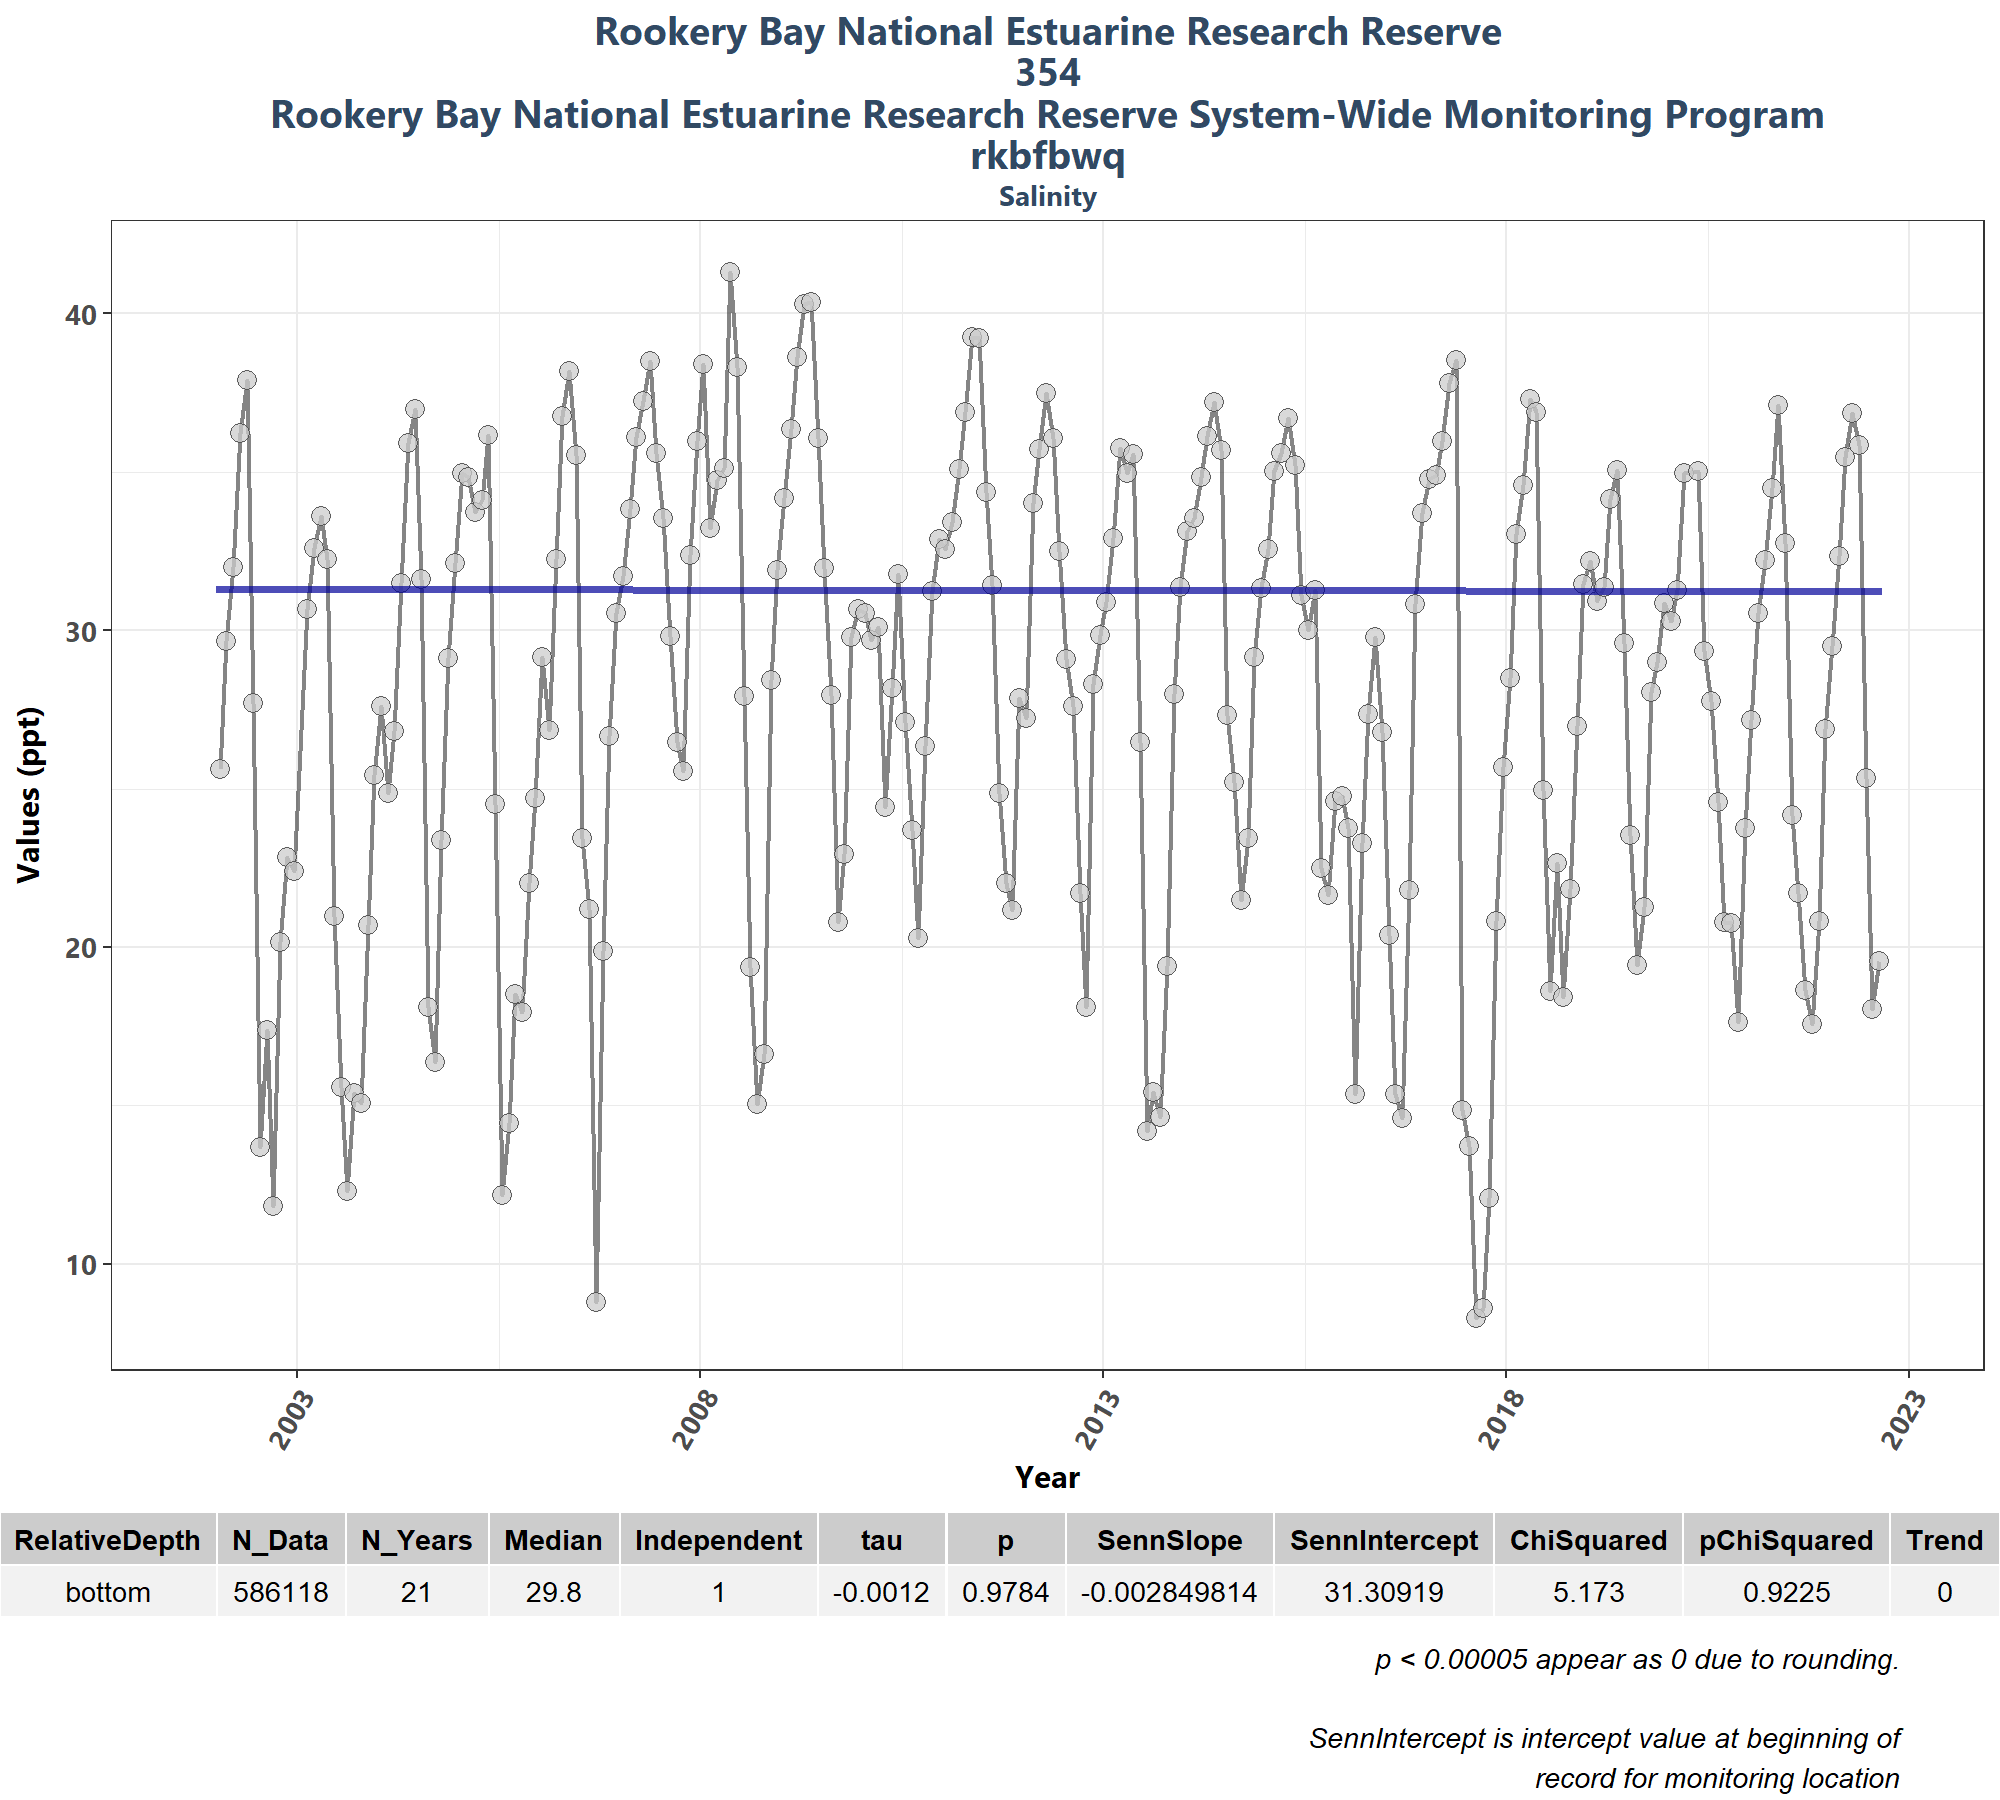 Rookery Bay National Estuarine Research Reserve
354
Rookery Bay National Estuarine Research Reserve System-Wide Monitoring Program
rkbfbwq
Salinity
40
30
20
10
Values (ppt)
2003 2008 2013 2018 2023
Year
RelativeDepth N_Data N_Years Median Independent tau p SennSlope SennIntercept ChiSquared pChiSquared Trend
bottom 586118 21 29.8 1 -0.0012 0.9784 -0.002849814 31.30919 5.173 0.9225 0
p < 0.00005 appear as 0 due to rounding.
SennIntercept is intercept value at beginning of
record for monitoring location